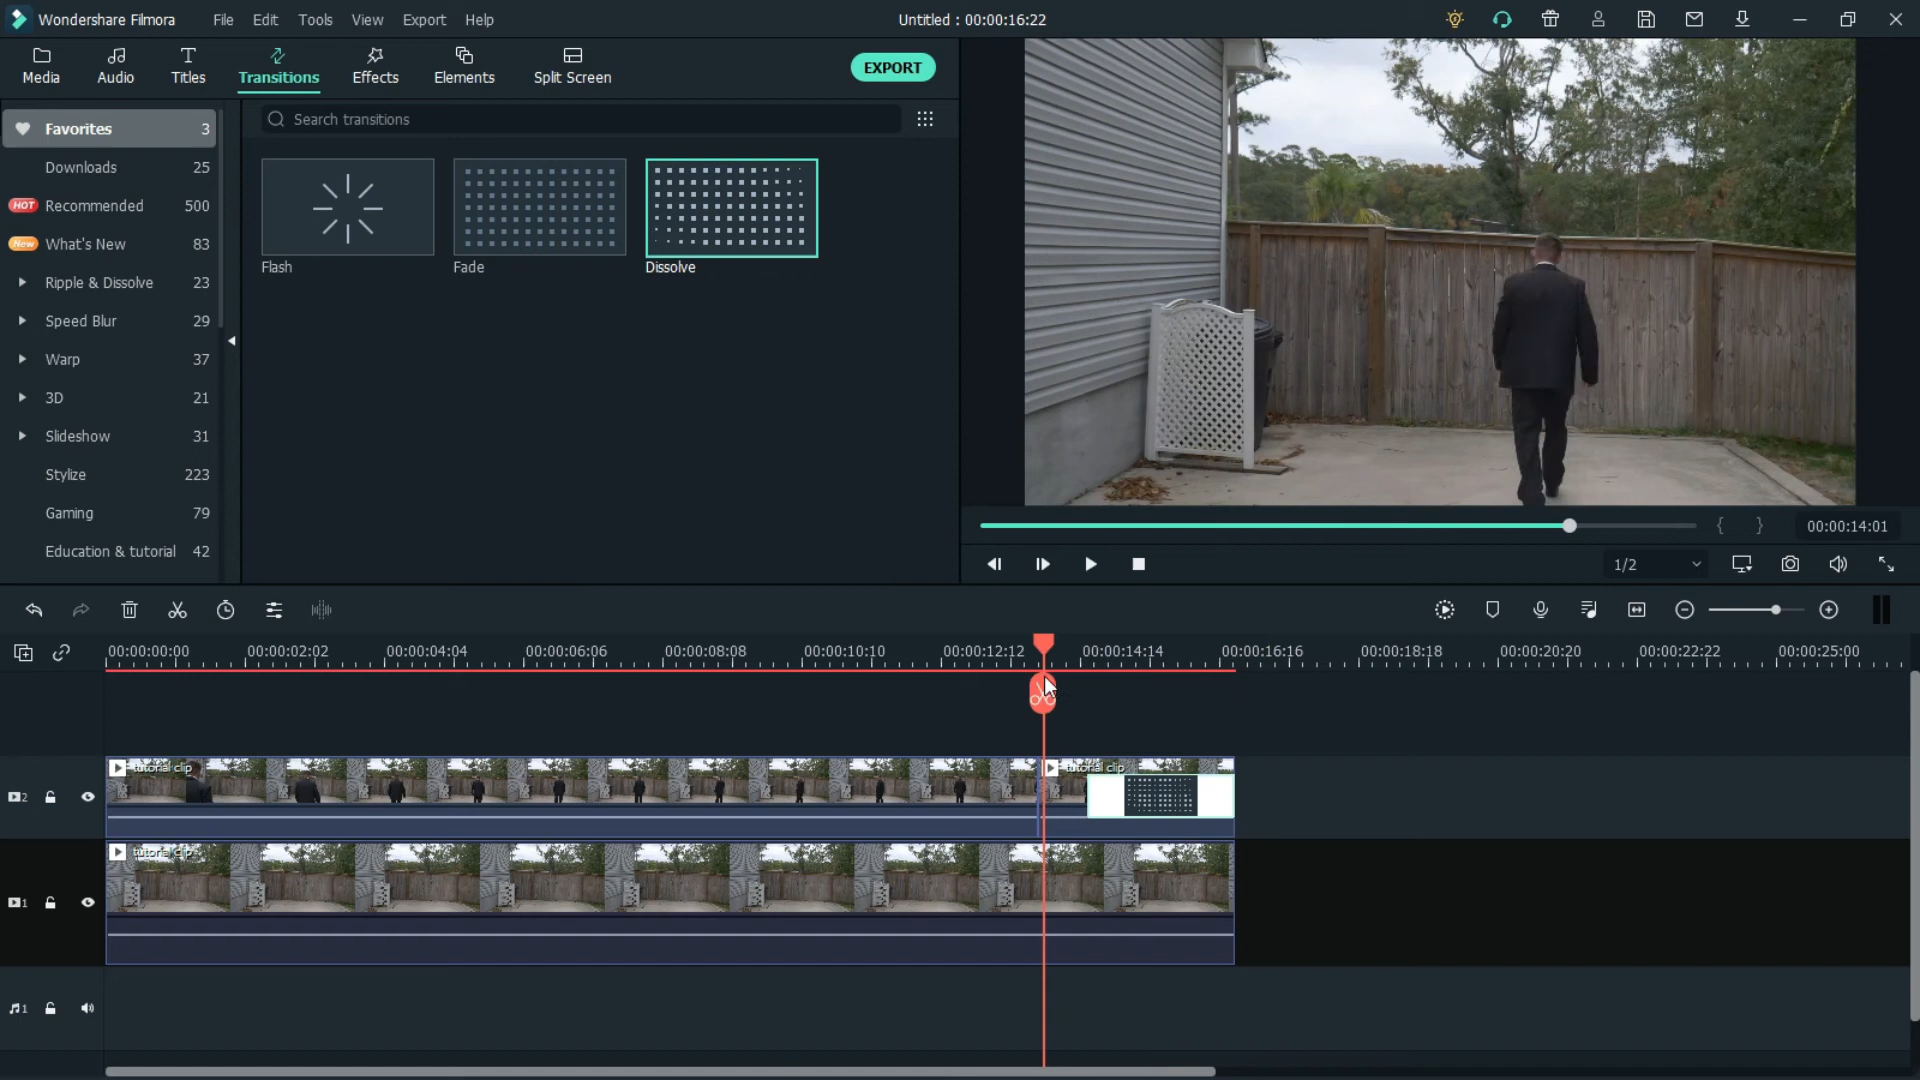 Wondershare Filmora File Edit Tools View Export Help Untitled : 00:00:16:22
Media Audio Titles Transitions Effects Elements Split Screen EXPORT
Search transitions
Favorites 3
Downloads 25
HOT Recommended 500
New What's New 83
Ripple & Dissolve 23
Speed Blur 29
Warp 37
3D 21
Slideshow 31
Stylize 223
Gaming 79
Education & tutorial 42
Flash Fade Dissolve
{ } 00:00:14:01
1/2
00:00:00:00 00:00:02:02 00:00:04:04 00:00:06:06 00:00:08:08 00:00:10:10 00:00:12:12 00:00:14:14 00:00:16:16 00:00:18:18 00:00:20:20 00:00:22:22 00:00:25:00
tutorial clip tutorial clip
2
tutorial clip
1
1